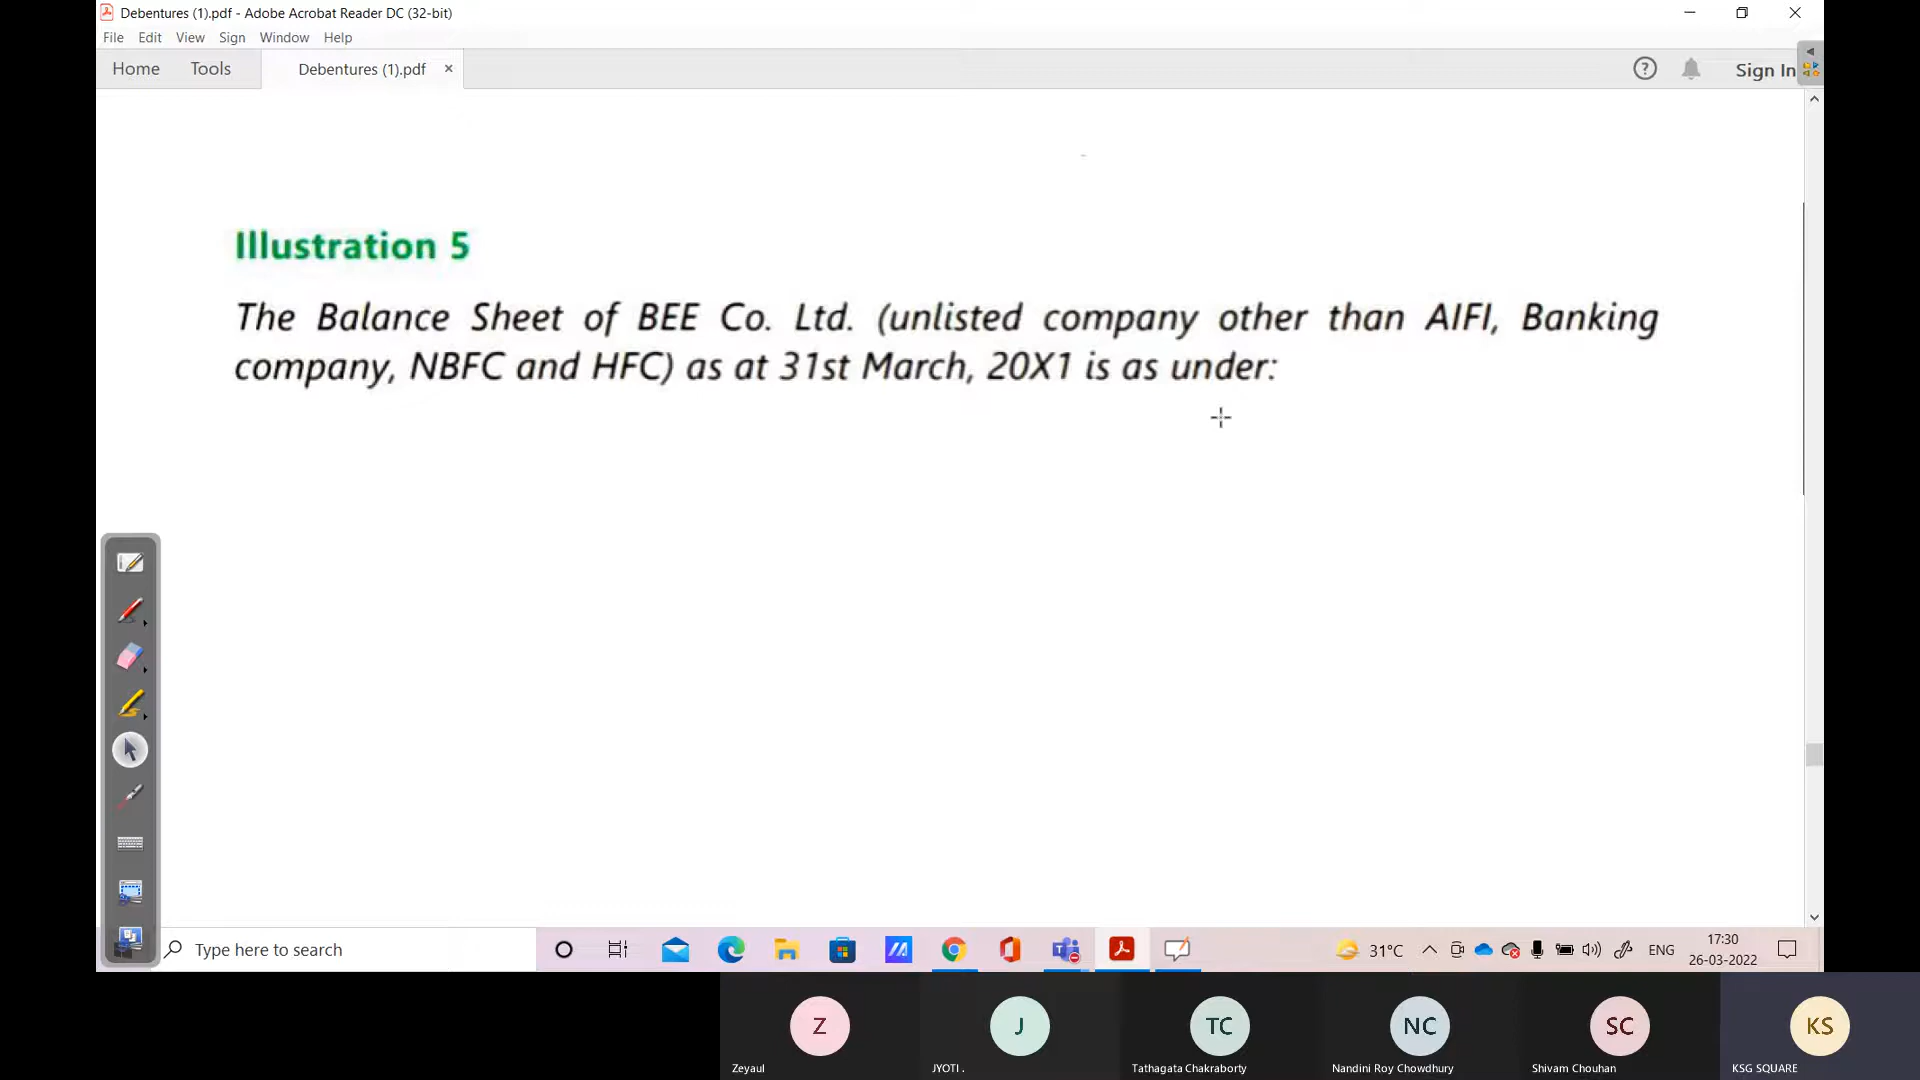 Debentures (1).pdf - Adobe Acrobat Reader DC (32-bit)
File Edit View Sign Window Help
Home Tools Debentures (1).pdf × Sign In
Illustration 5
The Balance Sheet of BEE Co. Ltd. (unlisted company other than AIFI, Banking
company, NBFC and HFC) as at 31st March, 20X1 is as under:
Type here to search 31°C ENG 17:30
26-03-2022
Z J TC NC SC KS
Zeyaul JYOTI . Tathagata Chakraborty Nandini Roy Chowdhury Shivam Chouhan KSG SQUARE